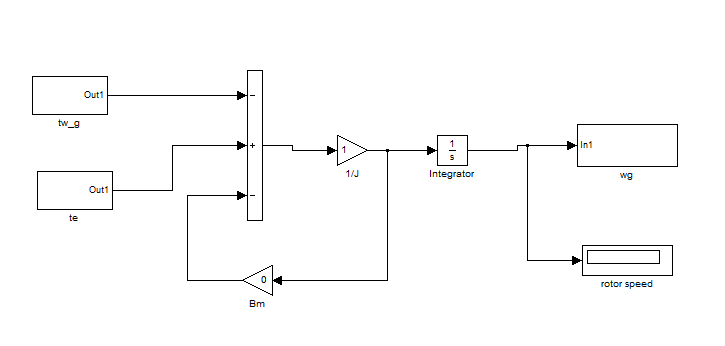 Out1
tw_g
Out1
te
−
+
−
1
1/J
1
s
Integrator
In1
wg
0
Bm
rotor speed